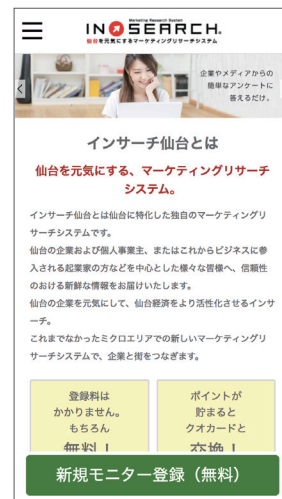 Marketing Research System
INOSEARCH.
仙台を元気にするマーケティングリサーチシステム
企業やメディアからの
簡単なアンケートに
答えるだけ。
インサーチ仙台とは
仙台を元気にする、マーケティングリサーチ
システム。
インサーチ仙台とは仙台に特化した独自のマーケティングリ
サーチシステムです。
仙台の企業および個人事業主、またはこれからビジネスに参
入される起業家の方などを中心とした様々な皆様へ、信頼性
のおける新鮮な情報をお届けいたします。
仙台の企業を元気にして、仙台経済をより活性化させるインサ
ーチ。
これまでなかったミクロエリアでの新しいマーケティングリ
サーチシステムで、企業と街をつなぎます。
登録料は
かかりません。
もちろん
無料！
ポイントが
貯まると
クオカードと
交換！
新規モニター登録（無料）